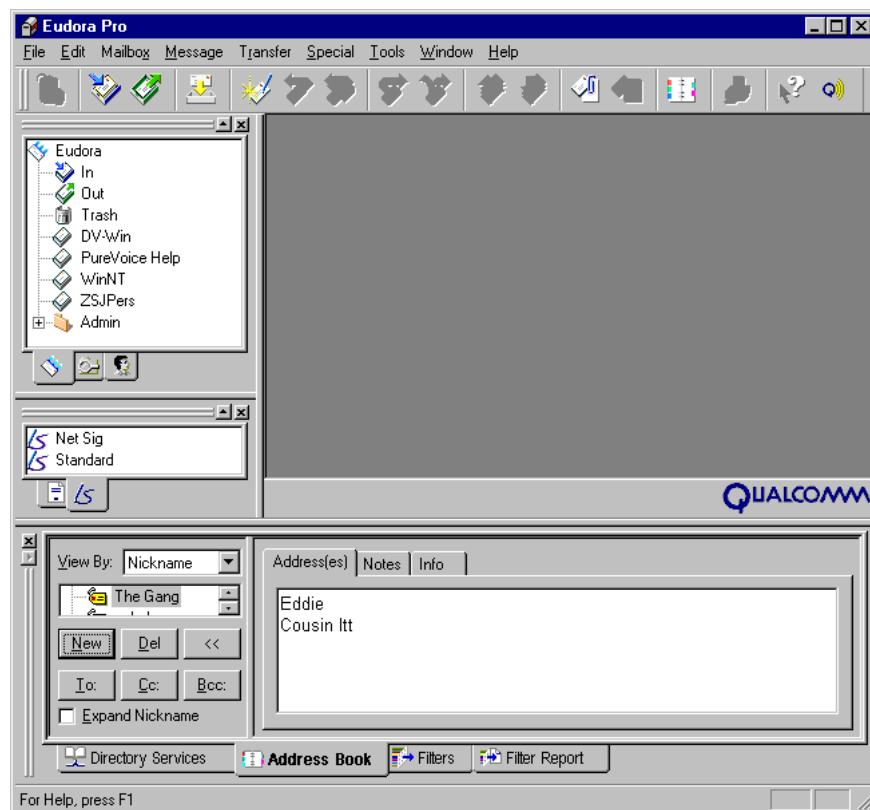 Eudora Pro
File Edit Mailbox Message Transfer Special Tools Window Help
Eudora
In
Out
Trash
DV-Win
PureVoice Help
WinNT
ZSJPers
Admin
Net Sig
Standard
QUALCOMM
View By: Nickname
The Gang
New Del <<
To: Cc: Bcc:
Expand Nickname
Address(es) Notes Info
Eddie
Cousin Itt
Directory Services Address Book Filters Filter Report
For Help, press F1